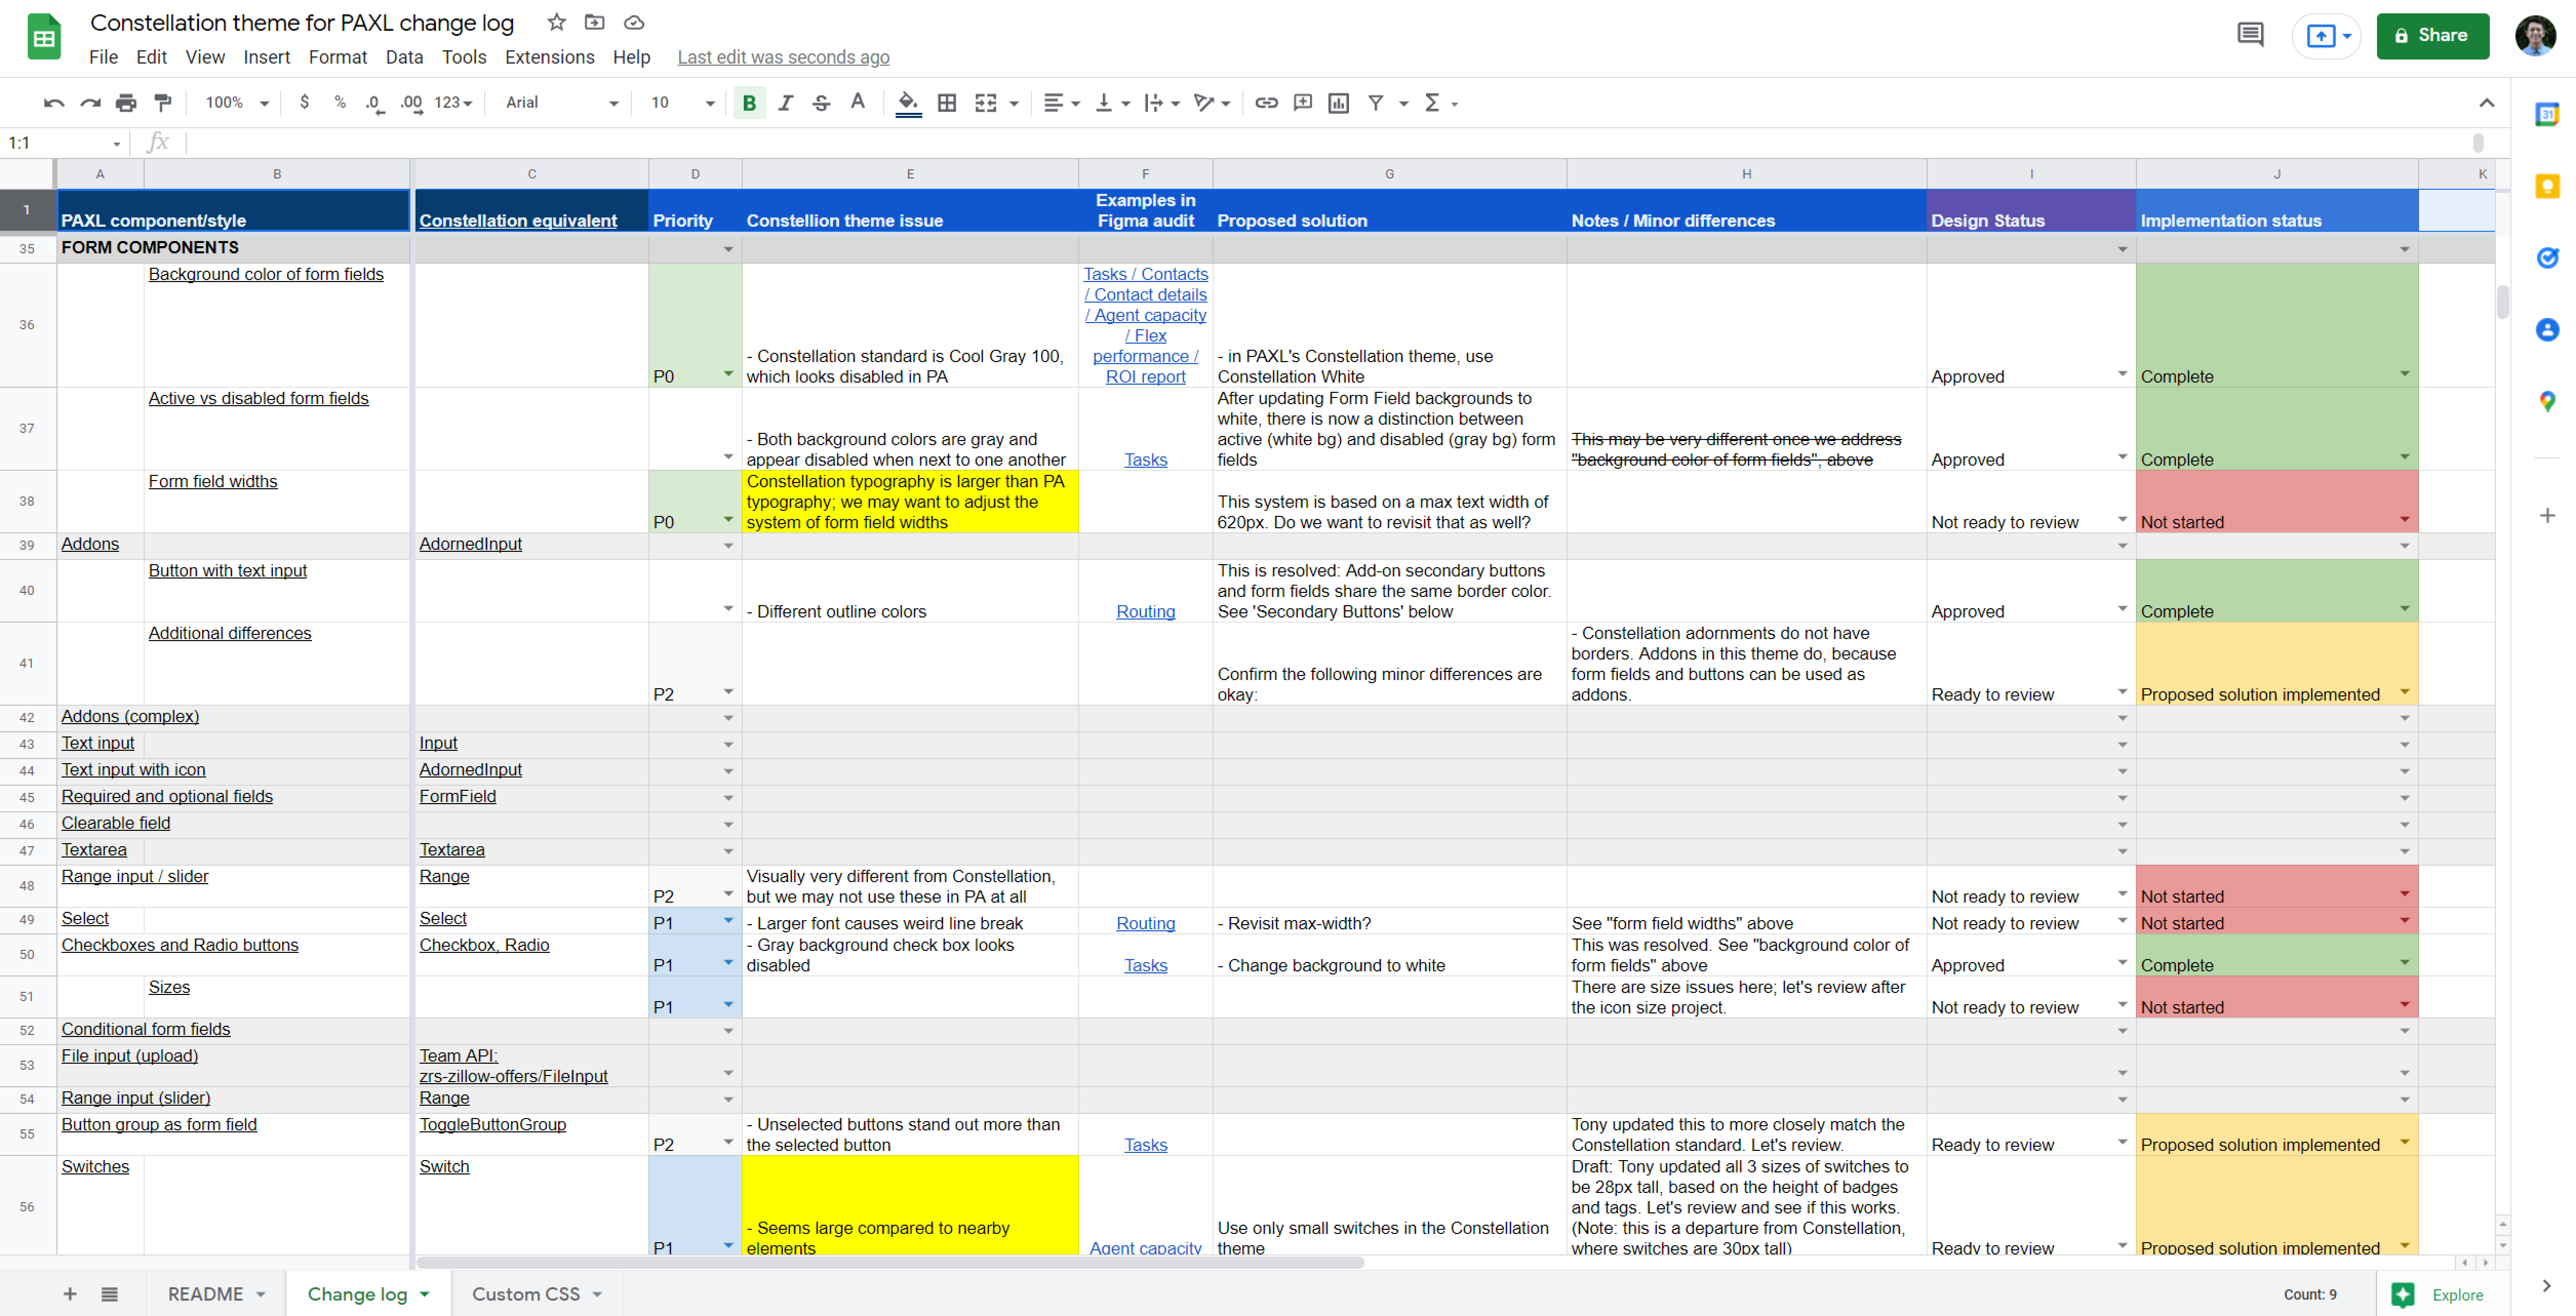 Constellation theme for PAXL change log
File Edit View Insert Format Data Tools Extensions Help Last edit was seconds ago
Share
100% $ % .0 .00 123 Arial 10 B I S A
31
1:1 fx
A B C D E F G H I J K
1 PAXL component/style Constellation equivalent Priority Constellion theme issue Examples in Figma audit Proposed solution Notes / Minor differences Design Status Implementation status
35 FORM COMPONENTS
36 Background color of form fields
P0
- Constellation standard is Cool Gray 100,
which looks disabled in PA
Tasks / Contacts
/ Contact details
/ Agent capacity
/ Flex
performance /
ROI report
- in PAXL's Constellation theme, use
Constellation White
Approved
Complete
37 Active vs disabled form fields
- Both background colors are gray and
appear disabled when next to one another
Tasks
After updating Form Field backgrounds to
white, there is now a distinction between
active (white bg) and disabled (gray bg) form
fields
This may be very different once we address
"background color of form fields", above
Approved
Complete
38 Form field widths
P0
Constellation typography is larger than PA
typography; we may want to adjust the
system of form field widths
This system is based on a max text width of
620px. Do we want to revisit that as well?
Not ready to review
Not started
39 Addons AdornedInput
40 Button with text input
- Different outline colors
Routing
This is resolved: Add-on secondary buttons
and form fields share the same border color.
See 'Secondary Buttons' below
Approved
Complete
41 Additional differences
P2
Confirm the following minor differences are
okay:
- Constellation adornments do not have
borders. Addons in this theme do, because
form fields and buttons can be used as
addons.
Ready to review
Proposed solution implemented
42 Addons (complex)
43 Text input Input
44 Text input with icon AdornedInput
45 Required and optional fields FormField
46 Clearable field
47 Textarea Textarea
48 Range input / slider Range
P2
Visually very different from Constellation,
but we may not use these in PA at all
Not ready to review
Not started
49 Select Select P1 - Larger font causes weird line break Routing - Revisit max-width? See "form field widths" above Not ready to review Not started
50 Checkboxes and Radio buttons Checkbox, Radio
P1
- Gray background check box looks
disabled
Tasks
- Change background to white
This was resolved. See "background color of
form fields" above
Approved
Complete
51 Sizes
P1
There are size issues here; let's review after
the icon size project.
Not ready to review
Not started
52 Conditional form fields
53 File input (upload)
Team API:
zrs-zillow-offers/FileInput
54 Range input (slider) Range
55 Button group as form field ToggleButtonGroup
P2
- Unselected buttons stand out more than
the selected button
Tasks
Tony updated this to more closely match the
Constellation standard. Let's review.
Ready to review
Proposed solution implemented
56 Switches Switch
P1
- Seems large compared to nearby
elements
Agent capacity
Use only small switches in the Constellation
theme
Draft: Tony updated all 3 sizes of switches to
be 28px tall, based on the height of badges
and tags. Let's review and see if this works.
(Note: this is a departure from Constellation,
where switches are 30px tall)
Ready to review
Proposed solution implemented
README Change log Custom CSS Count: 9 Explore